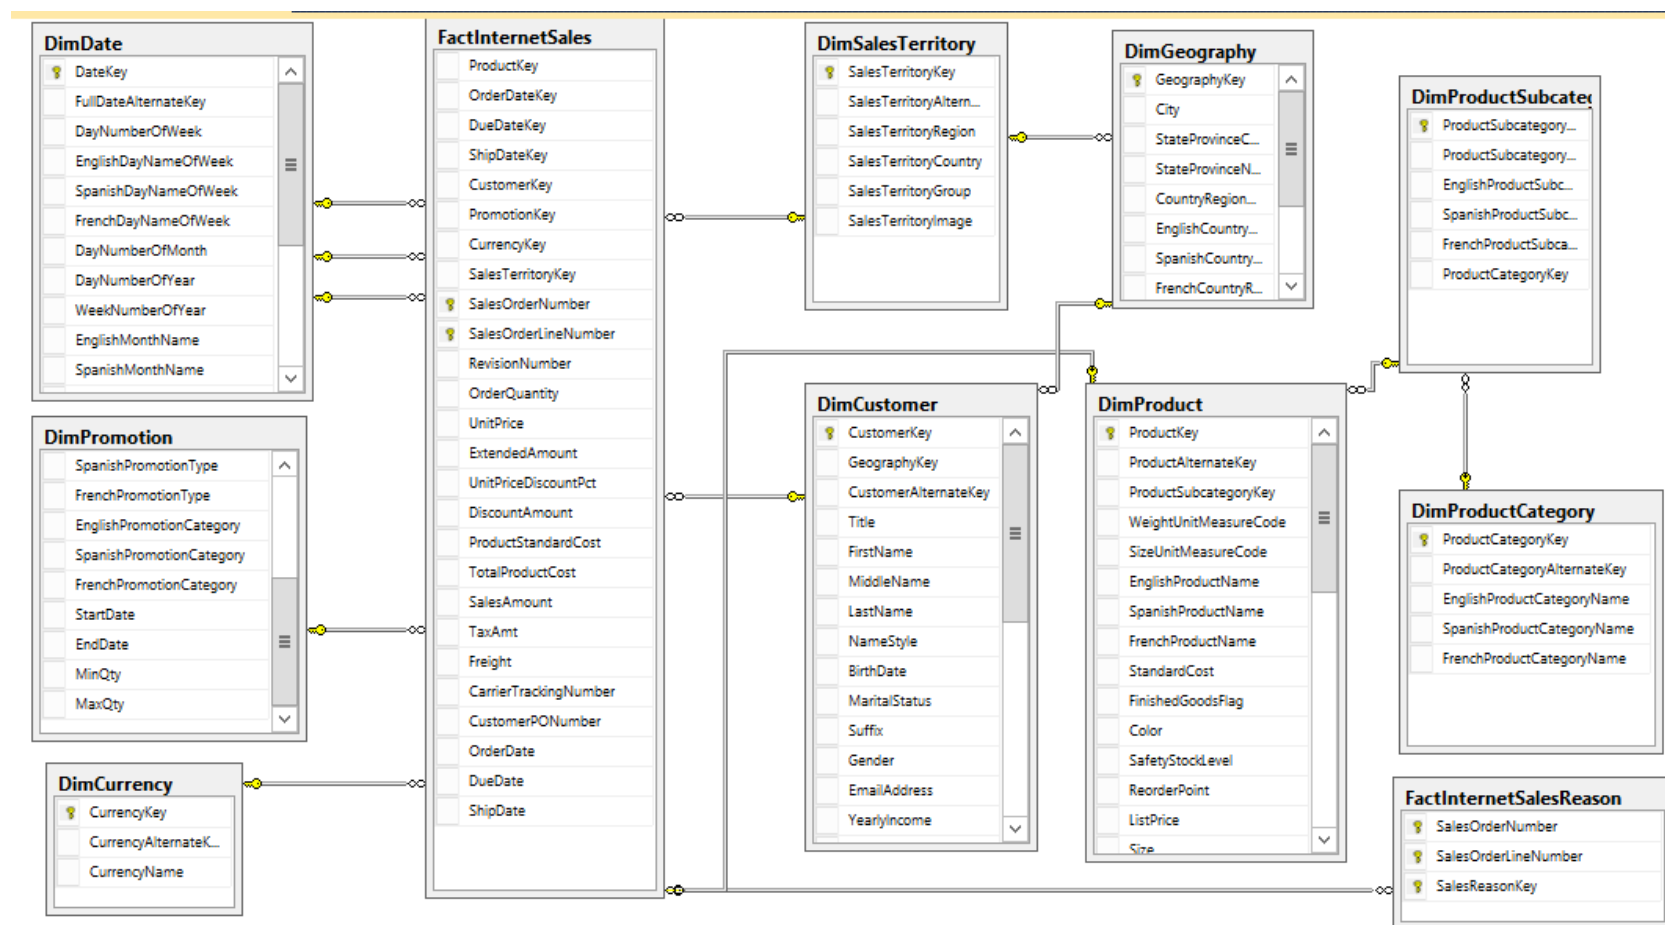 DimDate
DateKey
FullDateAlternateKey
DayNumberOfWeek
EnglishDayNameOfWeek
SpanishDayNameOfWeek
FrenchDayNameOfWeek
DayNumberOfMonth
DayNumberOfYear
WeekNumberOfYear
EnglishMonthName
SpanishMonthName
DimPromotion
SpanishPromotionType
FrenchPromotionType
EnglishPromotionCategory
SpanishPromotionCategory
FrenchPromotionCategory
StartDate
EndDate
MinQty
MaxQty
DimCurrency
CurrencyKey
CurrencyAlternateK...
CurrencyName
FactInternetSales
ProductKey
OrderDateKey
DueDateKey
ShipDateKey
CustomerKey
PromotionKey
CurrencyKey
SalesTerritoryKey
SalesOrderNumber
SalesOrderLineNumber
RevisionNumber
OrderQuantity
UnitPrice
ExtendedAmount
UnitPriceDiscountPct
DiscountAmount
ProductStandardCost
TotalProductCost
SalesAmount
TaxAmt
Freight
CarrierTrackingNumber
CustomerPONumber
OrderDate
DueDate
ShipDate
DimSalesTerritory
SalesTerritoryKey
SalesTerritoryAltern...
SalesTerritoryRegion
SalesTerritoryCountry
SalesTerritoryGroup
SalesTerritoryImage
DimCustomer
CustomerKey
GeographyKey
CustomerAlternateKey
Title
FirstName
MiddleName
LastName
NameStyle
BirthDate
MaritalStatus
Suffix
Gender
EmailAddress
YearlyIncome
DimGeography
GeographyKey
City
StateProvinceC...
StateProvinceN...
CountryRegion...
EnglishCountry...
SpanishCountry...
FrenchCountryR...
DimProduct
ProductKey
ProductAlternateKey
ProductSubcategoryKey
WeightUnitMeasureCode
SizeUnitMeasureCode
EnglishProductName
SpanishProductName
FrenchProductName
StandardCost
FinishedGoodsFlag
Color
SafetyStockLevel
ReorderPoint
ListPrice
Size
DimProductSubcateg
ProductSubcategory...
ProductSubcategory...
EnglishProductSubc...
SpanishProductSubc...
FrenchProductSubca...
ProductCategoryKey
DimProductCategory
ProductCategoryKey
ProductCategoryAlternateKey
EnglishProductCategoryName
SpanishProductCategoryName
FrenchProductCategoryName
FactInternetSalesReason
SalesOrderNumber
SalesOrderLineNumber
SalesReasonKey